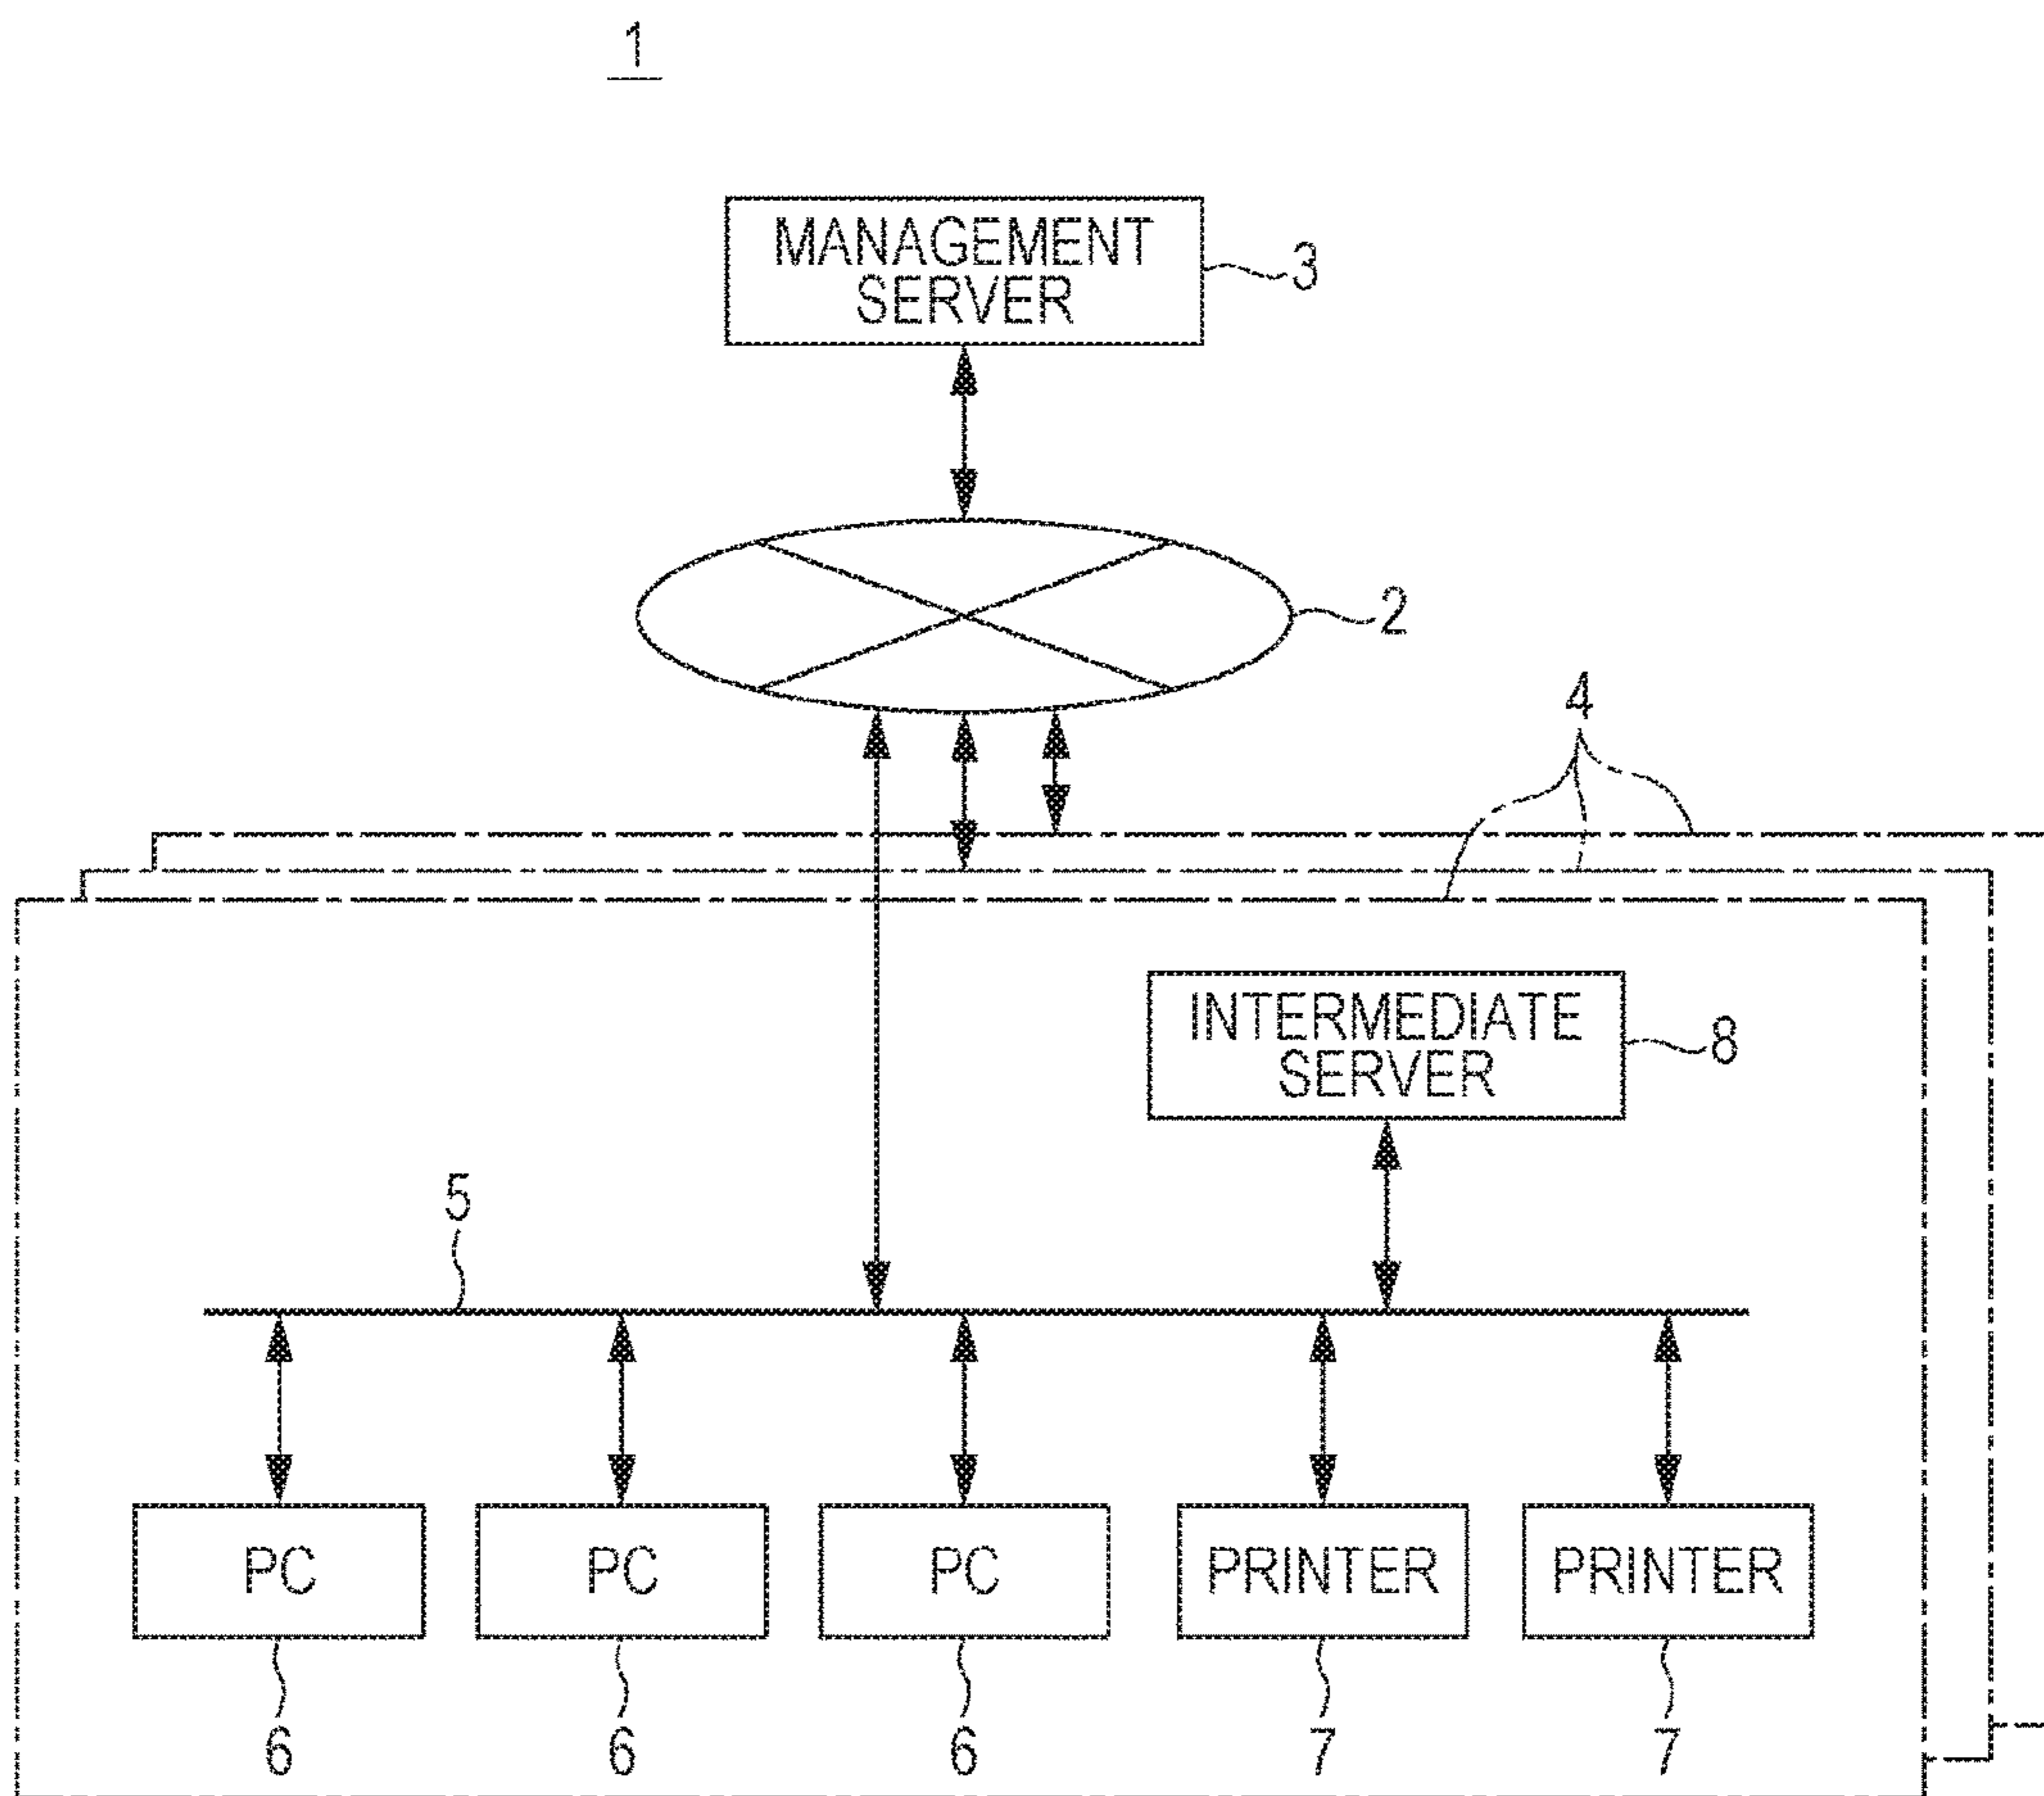 1
MANAGEMENT
SERVER
3
2
4
INTERMEDIATE
SERVER
8
5
PC
PC
PC
PRINTER
PRINTER
6
6
6
7
7